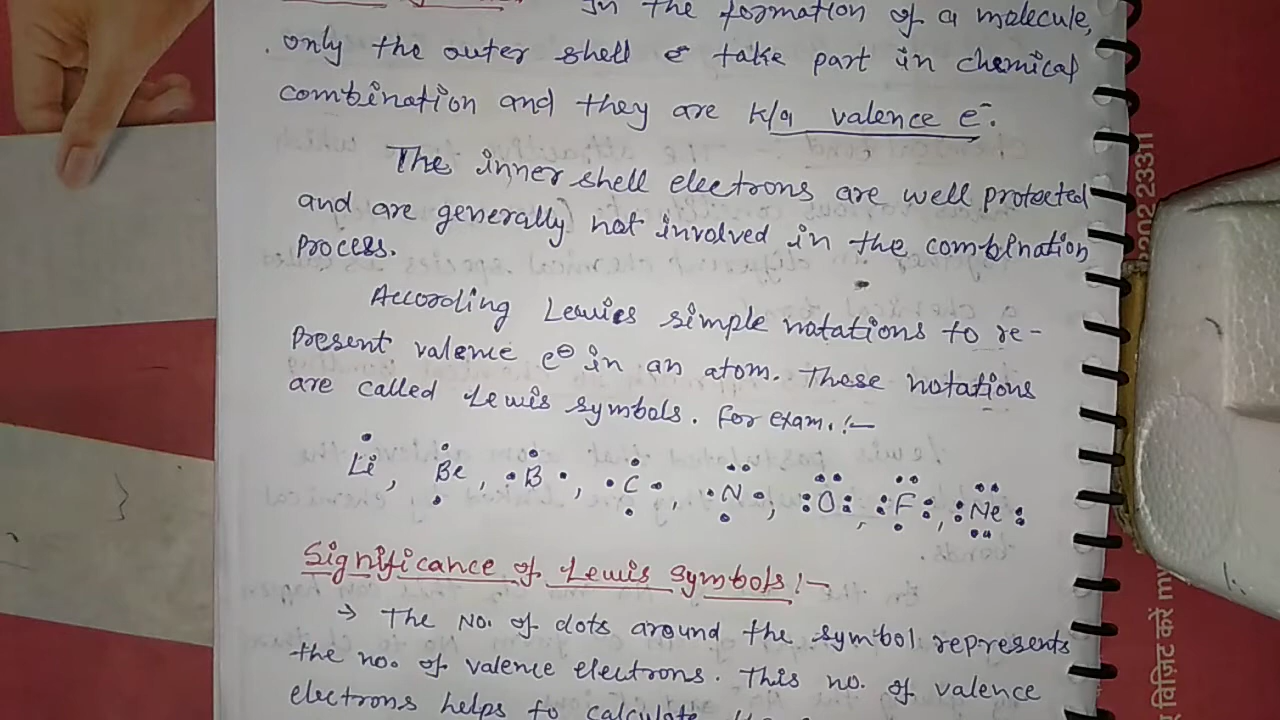 In the formation of a molecule,
only the outer shell e take part in chemical
combination and they are k/a valence e⁻.
The inner shell electrons are well protected
and are generally not involved in the combination
process.
According Lewies simple notations to re-
present valence e⊖ in an atom. These notations
are called Lewis symbols. For exam. :-
Li, Be, B, C, N, O, F, Ne
Significance of Lewis symbols :-
→ The No. of dots around the symbol represents
the no. of valence electrons. This no. of valence
electrons helps to calculate
202 23311
विज़िट करें